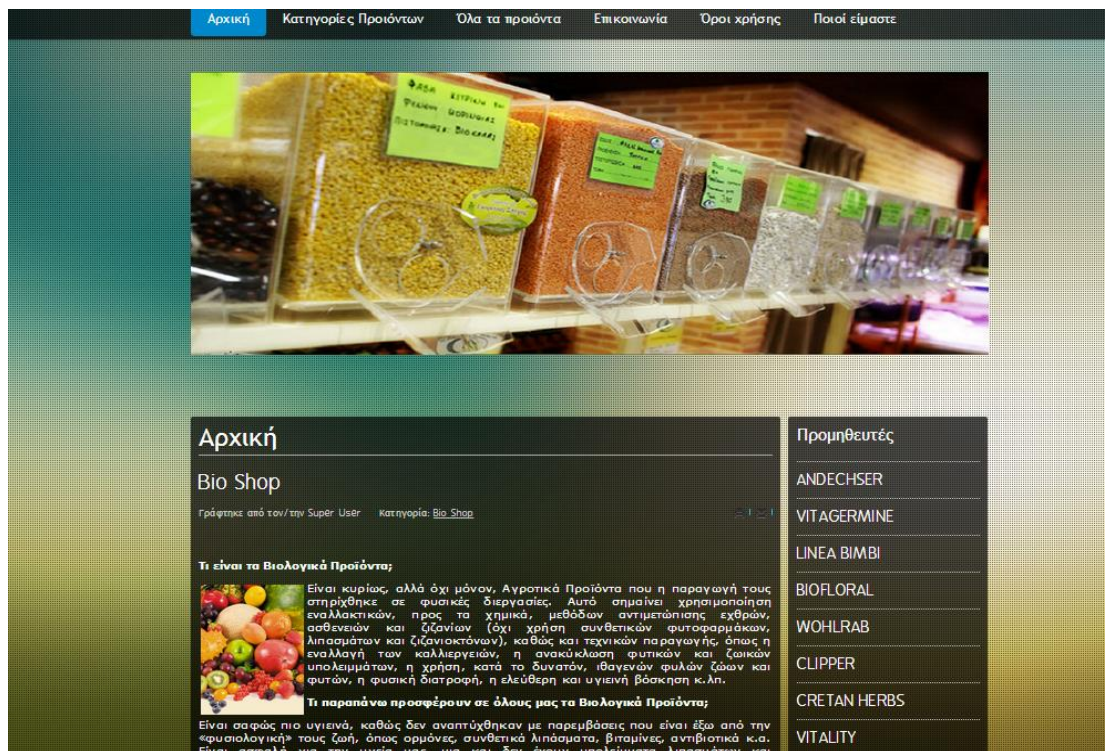 Αρχική Κατηγορίες Προιόντων Όλα τα προιόντα Επικοινωνία Όροι χρήσης Ποιοί είμαστε
ΦΑΒΑ
Αρχική
Bio Shop
Γράφτηκε από τον/την Super User Κατηγορία: Bio Shop
Τι είναι τα Βιολογικά Προϊόντα;
Είναι κυρίως, αλλά όχι μόνον, Αγροτικά Προϊόντα που η παραγωγή τους
στηρίχθηκε σε φυσικές διεργασίες. Αυτό σημαίνει χρησιμοποίηση
εναλλακτικών, προς τα χημικά, μεθόδων αντιμετώπισης εχθρών,
ασθενειών και ζιζανίων (όχι χρήση συνθετικών φυτοφαρμάκων,
λιπασμάτων και ζιζανιοκτόνων), καθώς και τεχνικών παραγωγής, όπως η
εναλλαγή των καλλιεργειών, η ανακύκλωση φυτικών και ζωικών
υπολειμμάτων, η χρήση, κατά το δυνατόν, ιθαγενών φυλών ζώων και
φυτών, η φυσική διατροφή, η ελεύθερη και υγιεινή βόσκηση κ.λπ.
Τι παραπάνω προσφέρουν σε όλους μας τα Βιολογικά Προϊόντα;
Είναι σαφώς πιο υγιεινά, καθώς δεν αναπτύχθηκαν με παρεμβάσεις που είναι έξω από την
«φυσιολογική» τους ζωή, όπως ορμόνες, συνθετικά λιπάσματα, βιταμίνες, αντιβιοτικά κ.α.
Προμηθευτές
ANDECHSER
VITAGERMINE
LINEA BIMBI
BIOFLORAL
WOHLRAB
CLIPPER
CRETAN HERBS
VITALITY